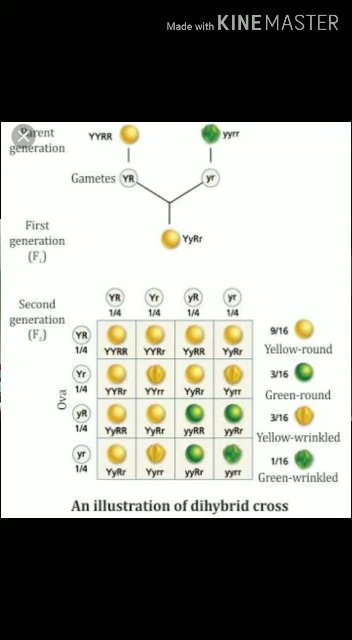 Made with KINEMASTER
Parent generation YYRR yyrr
Gametes YR yr
First generation (F₁) YyRr
Second generation (F₂)
YR Yr yR yr
1/4 1/4 1/4 1/4
Ova
YR 1/4 YYRR YYRr YyRR YyRr
Yr 1/4 YYRr YYrr YyRr Yyrr
yR 1/4 YyRR YyRr yyRR yyRr
yr 1/4 YyRr Yyrr yyRr yyrr
9/16
Yellow-round
3/16
Green-round
3/16
Yellow-wrinkled
1/16
Green-wrinkled
An illustration of dihybrid cross